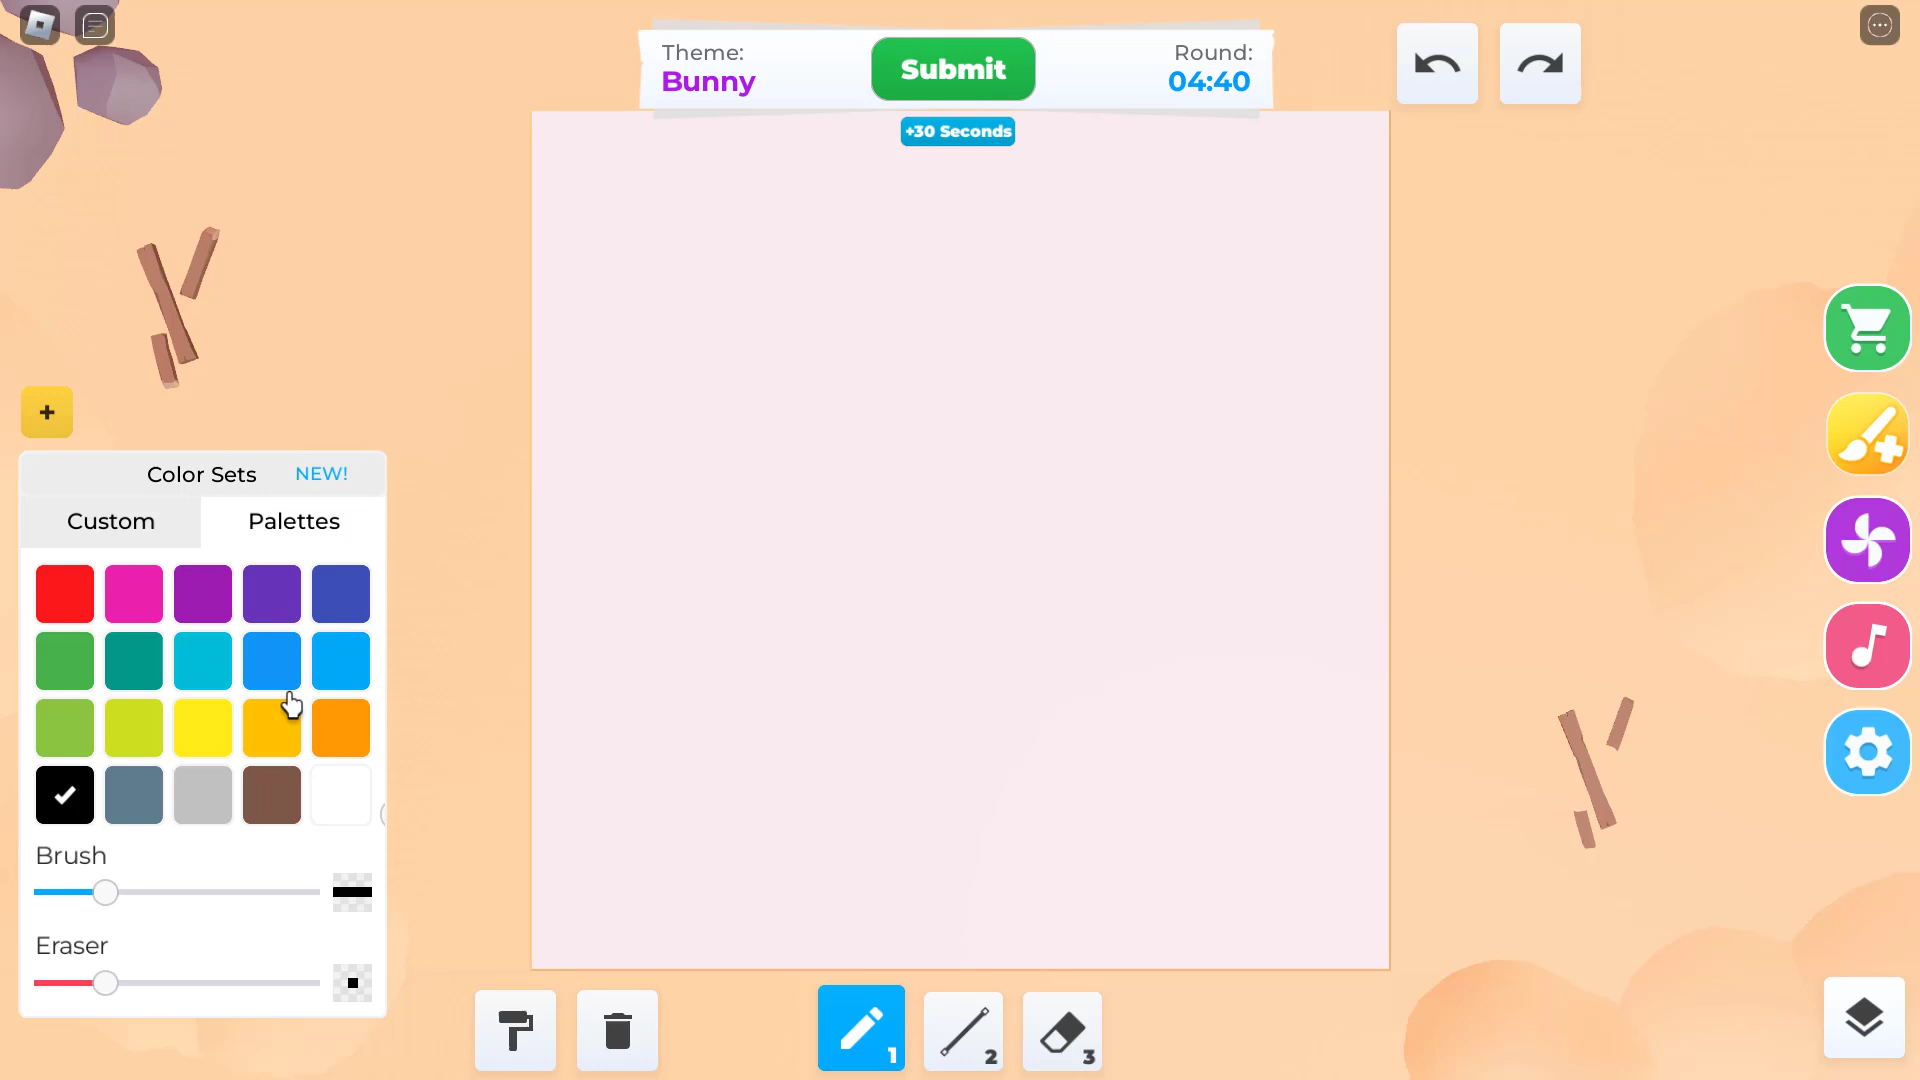 Theme:
Bunny
Submit
Round:
04:40
+30 Seconds
+
Color Sets
NEW!
Custom
Palettes
Brush
Eraser
1
2
3